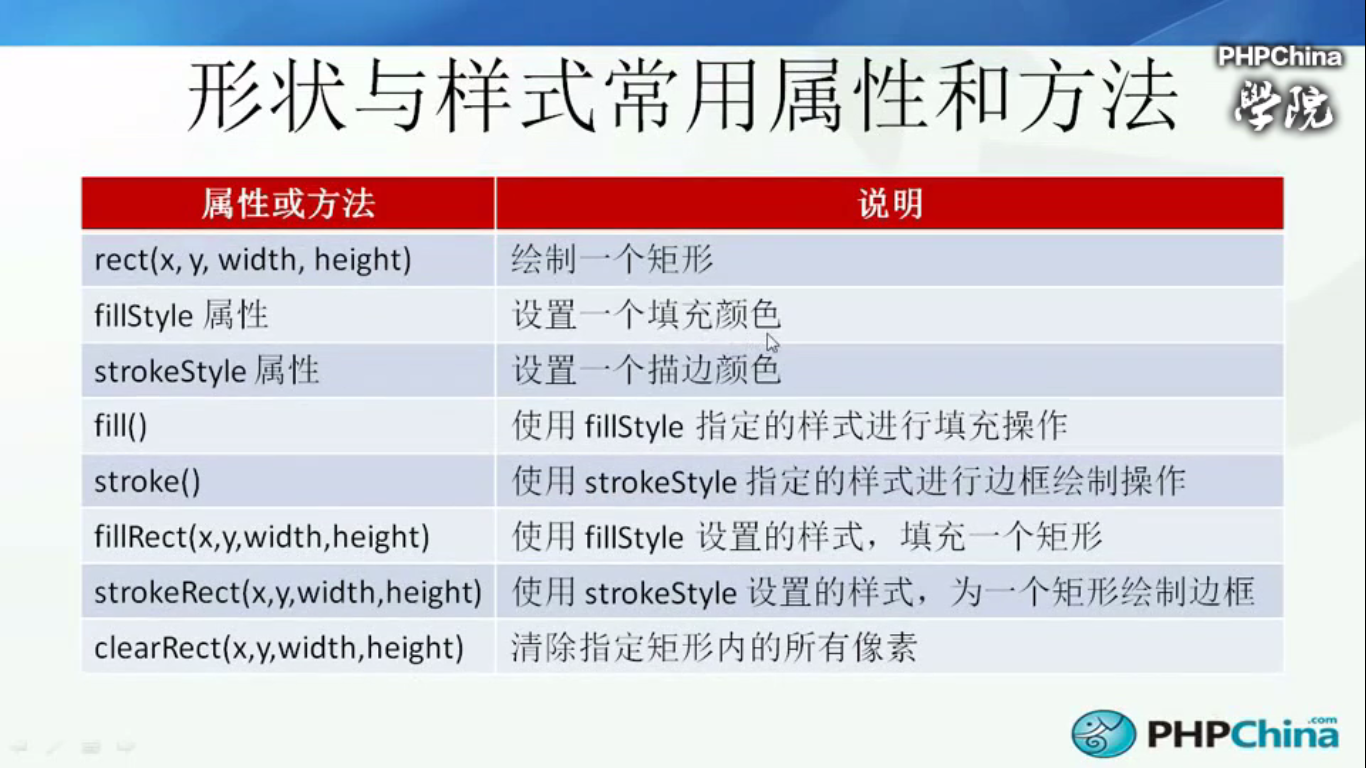 PHPChina
學院
形状与样式常用属性和方法
属性或方法 说明
rect(x, y, width, height) 绘制一个矩形
fillStyle 属性 设置一个填充颜色
strokeStyle 属性 设置一个描边颜色
fill() 使用 fillStyle 指定的样式进行填充操作
stroke() 使用 strokeStyle 指定的样式进行边框绘制操作
fillRect(x,y,width,height) 使用 fillStyle 设置的样式，填充一个矩形
strokeRect(x,y,width,height) 使用 strokeStyle 设置的样式，为一个矩形绘制边框
clearRect(x,y,width,height) 清除指定矩形内的所有像素
PHPChina.com